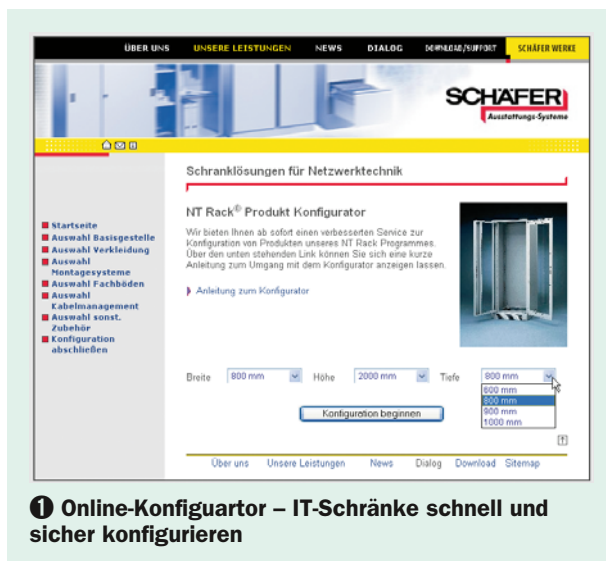 ÜBER UNS UNSERE LEISTUNGEN NEWS DIALOG DOWNLOAD/SUPPORT SCHÄFER WERKE
SCHÄFER
Ausstattungs-Systeme
Schranklösungen für Netzwerktechnik
Startseite
Auswahl Basisgestelle
Auswahl Verkleidung
Auswahl
Montagesysteme
Auswahl Fachböden
Auswahl
Kabelmanagement
Auswahl sonst.
Zubehör
Konfiguration
abschließen
NT Rack® Produkt Konfigurator
Wir bieten Ihnen ab sofort einen verbesserten Service zur
Konfiguration von Produkten unseres NT Rack Programmes.
Über den unten stehenden Link können Sie sich eine kurze
Anleitung zum Umgang mit dem Konfigurator anzeigen lassen.
Anleitung zum Konfigurator
Breite 800 mm Höhe 2000 mm Tiefe 800 mm
600 mm
800 mm
900 mm
1000 mm
Konfiguration beginnen
Über uns Unsere Leistungen News Dialog Download Sitemap
❶ Online-Konfiguartor – IT-Schränke schnell und
sicher konfigurieren